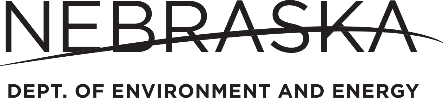 NEBRASKA
DEPT. OF ENVIRONMENT AND ENERGY